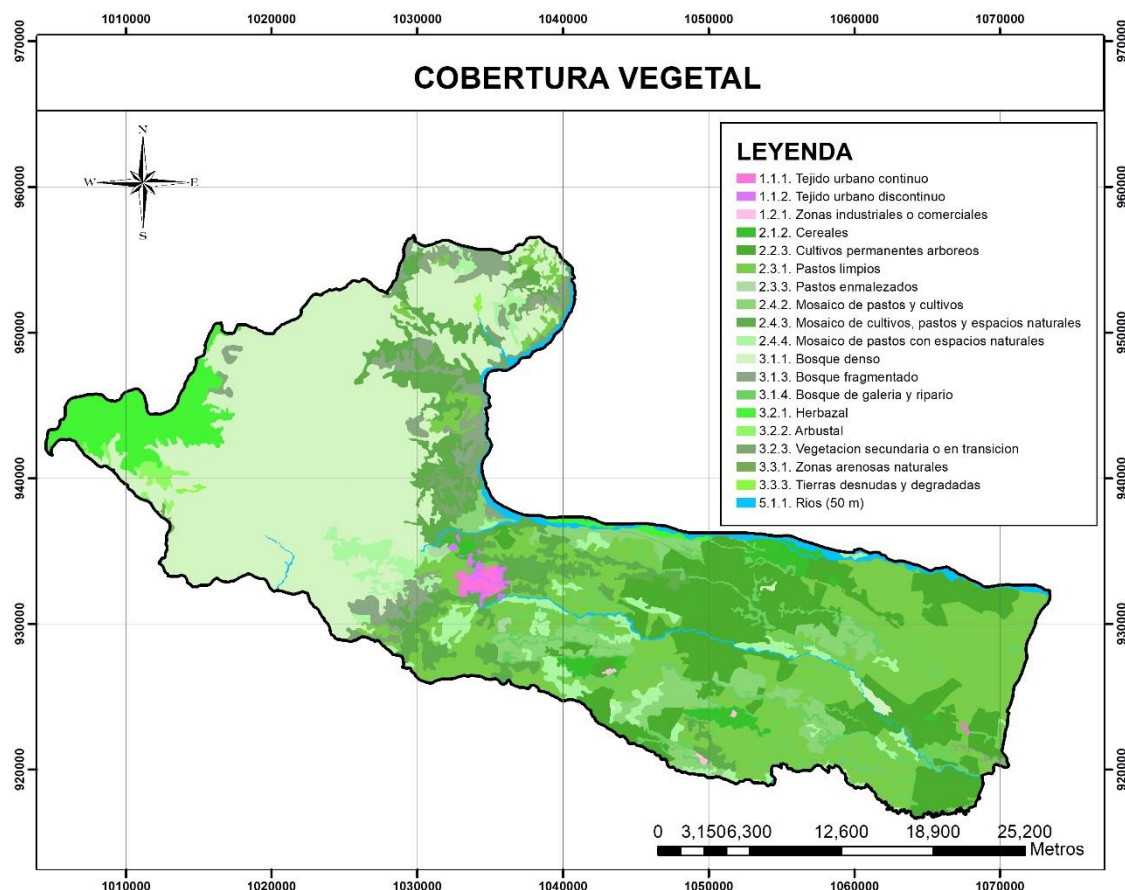 1010000 1020000 1030000 1040000 1050000 1060000 1070000
970000 970000
COBERTURA VEGETAL
N
W E
S
LEYENDA
1.1.1. Tejido urbano continuo
1.1.2. Tejido urbano discontinuo
1.2.1. Zonas industriales o comerciales
2.1.2. Cereales
2.2.3. Cultivos permanentes arboreos
2.3.1. Pastos limpios
2.3.3. Pastos enmalezados
2.4.2. Mosaico de pastos y cultivos
2.4.3. Mosaico de cultivos, pastos y espacios naturales
2.4.4. Mosaico de pastos con espacios naturales
3.1.1. Bosque denso
3.1.3. Bosque fragmentado
3.1.4. Bosque de galeria y ripario
3.2.1. Herbazal
3.2.2. Arbustal
3.2.3. Vegetacion secundaria o en transicion
3.3.1. Zonas arenosas naturales
3.3.3. Tierras desnudas y degradadas
5.1.1. Rios (50 m)
960000 960000
950000 950000
940000 940000
930000 930000
920000 920000
0 3,1506,300 12,600 18,900 25,200
Metros
1010000 1020000 1030000 1040000 1050000 1060000 1070000